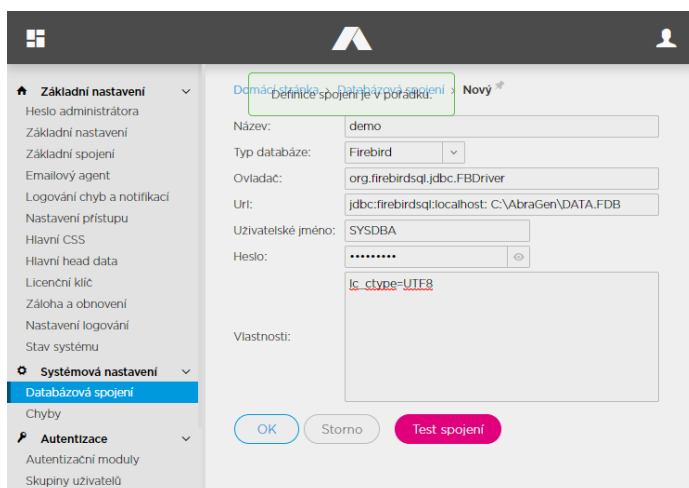 Základní nastavení
Heslo administrátora
Základní nastavení
Základní spojení
Emailový agent
Logování chyb a notifikací
Nastavení přístupu
Hlavní CSS
Hlavní head data
Licenční klíč
Záloha a obnovení
Nastavení logování
Stav systému
Systémová nastavení
Databázová spojení
Chyby
Autentizace
Autentizační moduly
Skupiny uživatelů
Domácí stránka > Databázová spojení > Nový
Definice spojení je v pořádku.
Název: demo
Typ databáze: Firebird
Ovladač: org.firebirdsql.jdbc.FBDriver
Url: jdbc:firebirdsql:localhost: C:\AbraGen\DATA.FDB
Uživatelské jméno: SYSDBA
Heslo: •••••••••
lc_ctype=UTF8
Vlastnosti:
OK Storno Test spojení